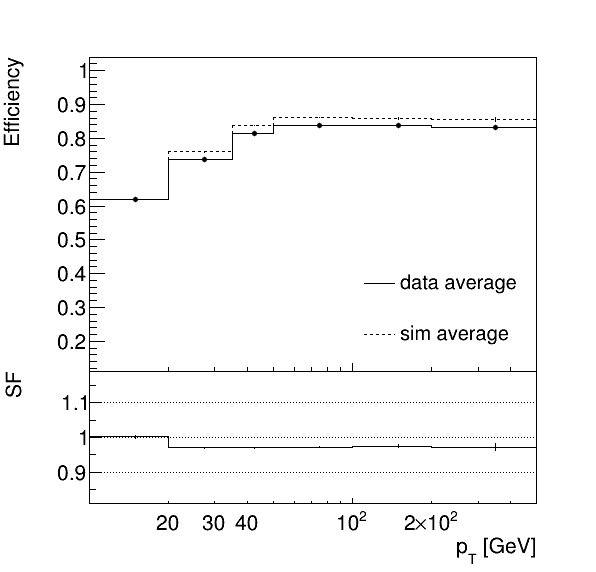 Efficiency
1
0.9
0.8
0.7
0.6
0.5
0.4
0.3
0.2
data average
sim average
SF
1.1
1
0.9
20 30 40 10² 2×10²
p_T [GeV]